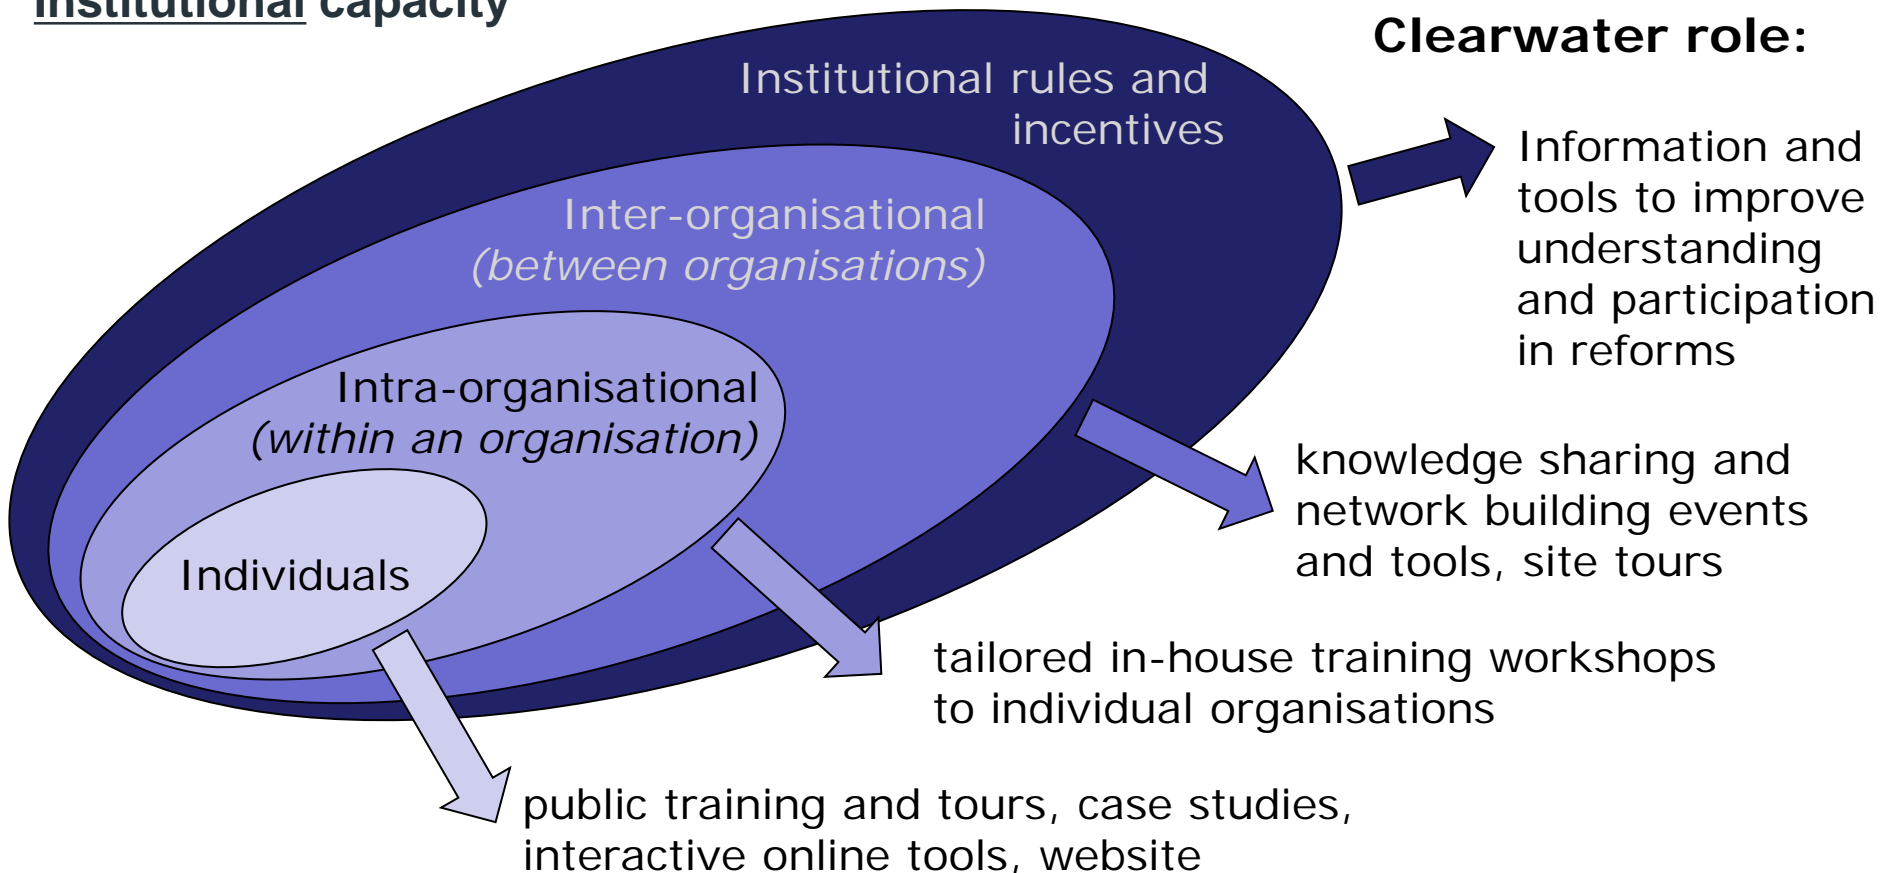 Institutional capacity
Clearwater role:
Institutional rules and
incentives
Information and
tools to improve
understanding
and participation
in reforms
Inter-organisational
(between organisations)
Intra-organisational
(within an organisation)
knowledge sharing and
network building events
and tools, site tours
Individuals
tailored in-house training workshops
to individual organisations
public training and tours, case studies,
interactive online tools, website